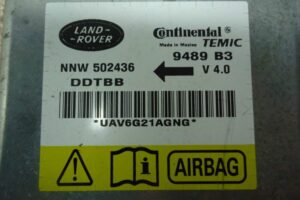 LAND-
ROVER
Continental
Made in Mexico TEMIC
9489 B3
NNW 502436
V 4.0
DDTBB
*UAV6G21AGNG*
AIRBAG